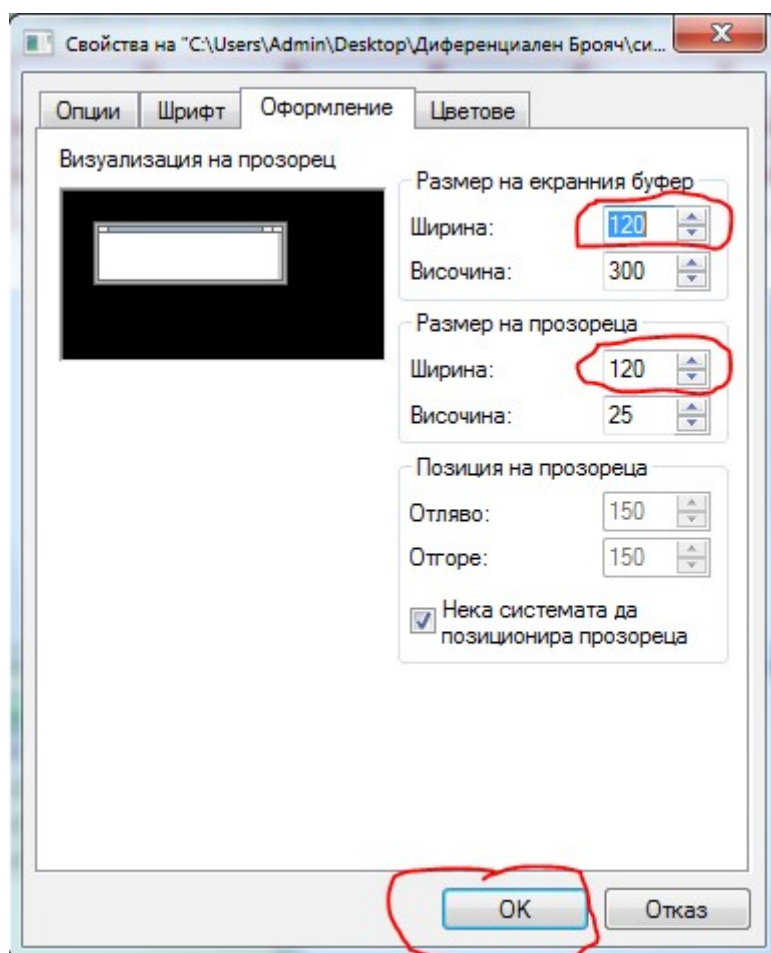 Свойства на "C:\Users\Admin\Desktop\Диференциален Брояч\си...
Опции Шрифт Оформление Цветове
Визуализация на прозорец
Размер на екранния буфер
Ширина: 120
Височина: 300
Размер на прозореца
Ширина: 120
Височина: 25
Позиция на прозореца
Отляво: 150
Отгоре: 150
Нека системата да
позиционира прозореца
OK Отказ